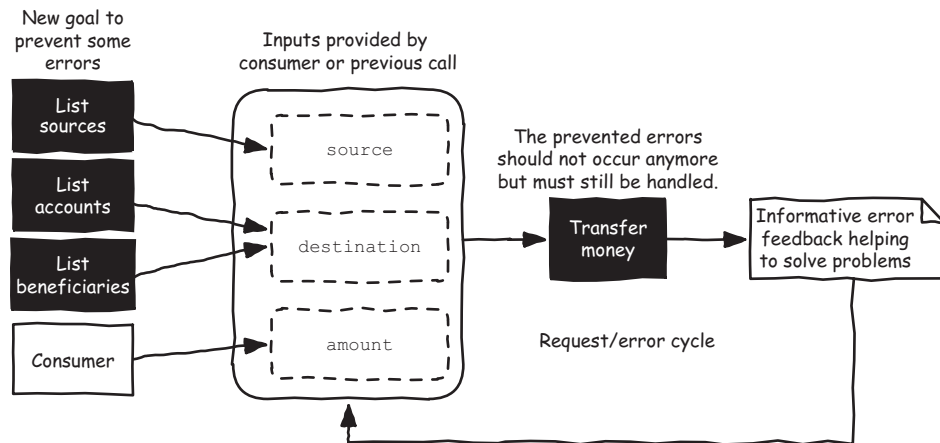 New goal to
prevent some
errors
List
sources
List
accounts
List
beneficiaries
Consumer
Inputs provided by
consumer or previous call
source
destination
amount
The prevented errors
should not occur anymore
but must still be handled.
Transfer
money
Request/error cycle
Informative error
feedback helping
to solve problems